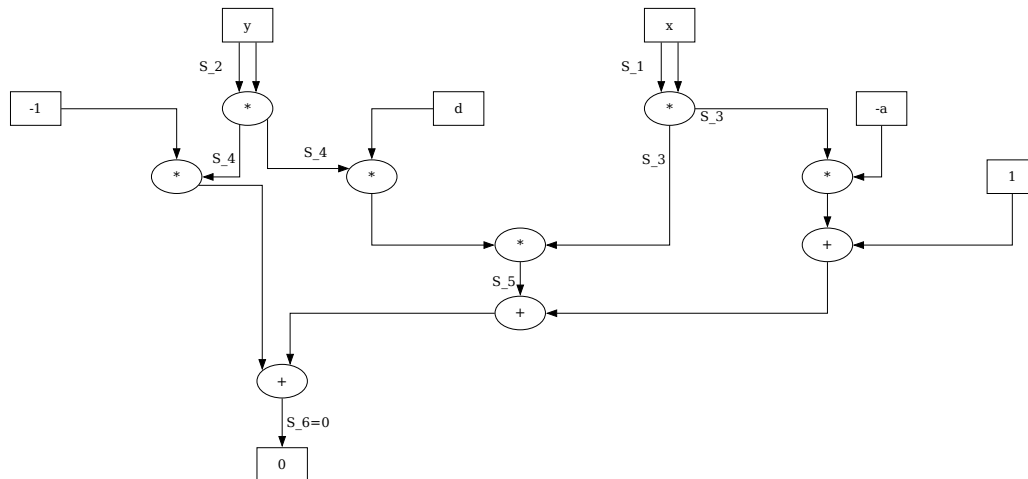 y
x
S_2
S_1
-1
*
d
*
S_3
-a
S_4
S_4
S_3
*
*
*
1
*
+
S_5
+
+
S_6=0
0